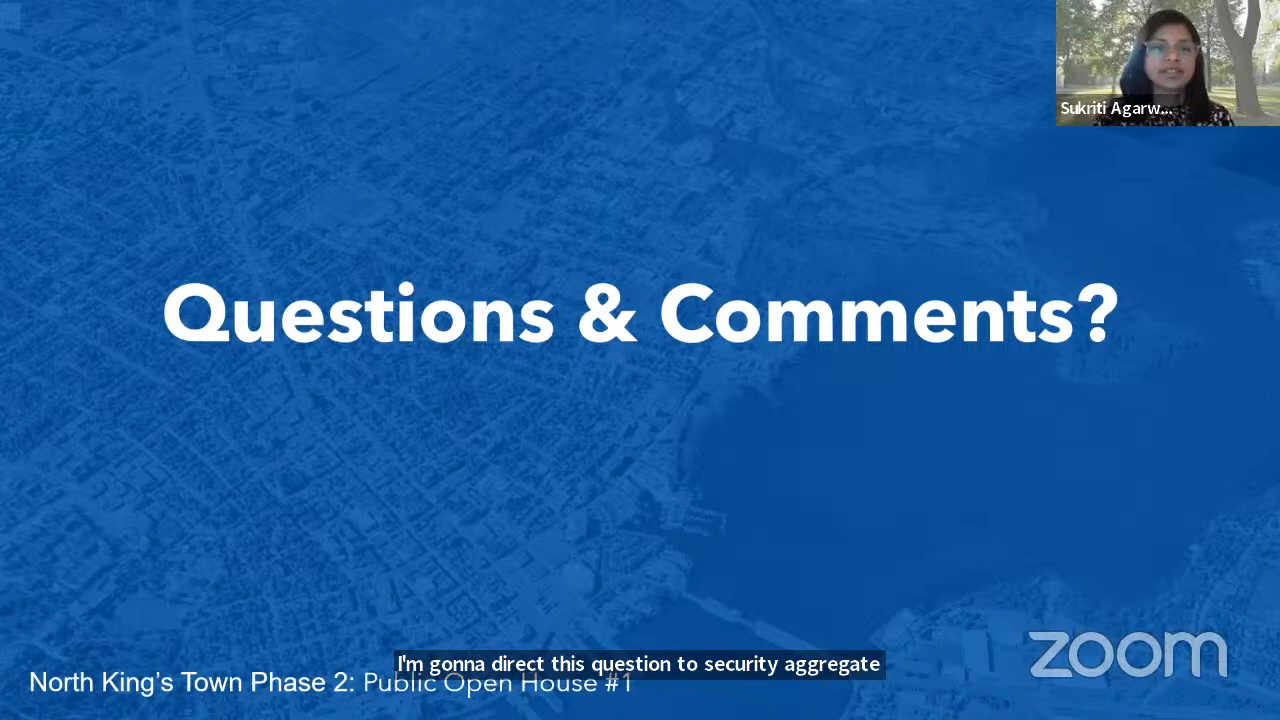 Sukriti Agarw...
Questions & Comments?
zoom
I'm gonna direct this question to security aggregate
North King's Town Phase 2: Public Open House #1